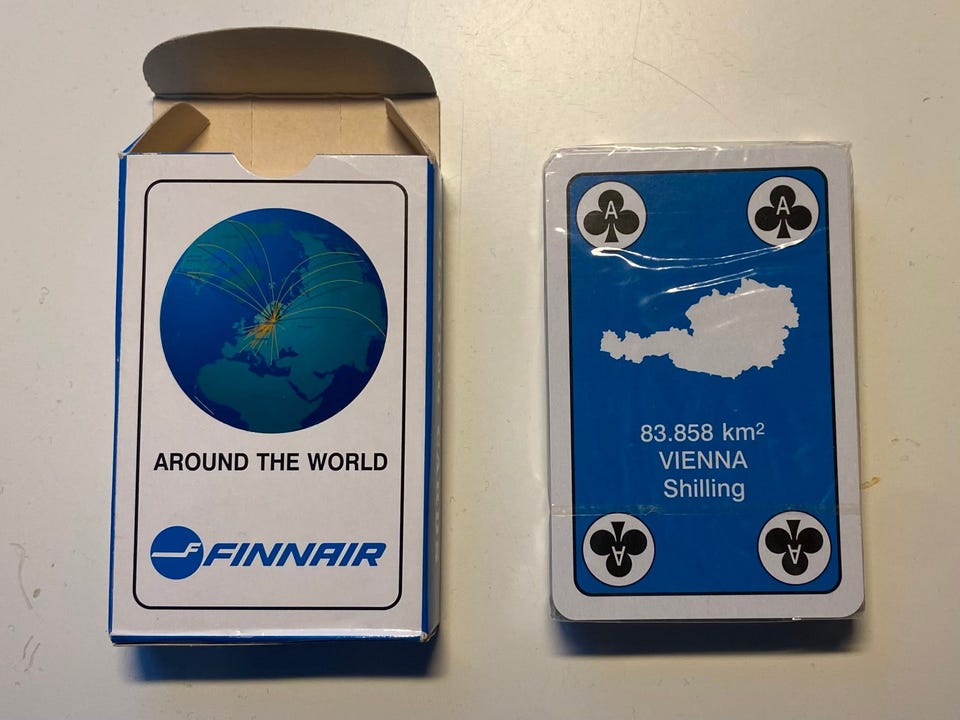 AROUND THE WORLD
FINNAIR
A A
83.858 km²
VIENNA
Shilling
A A